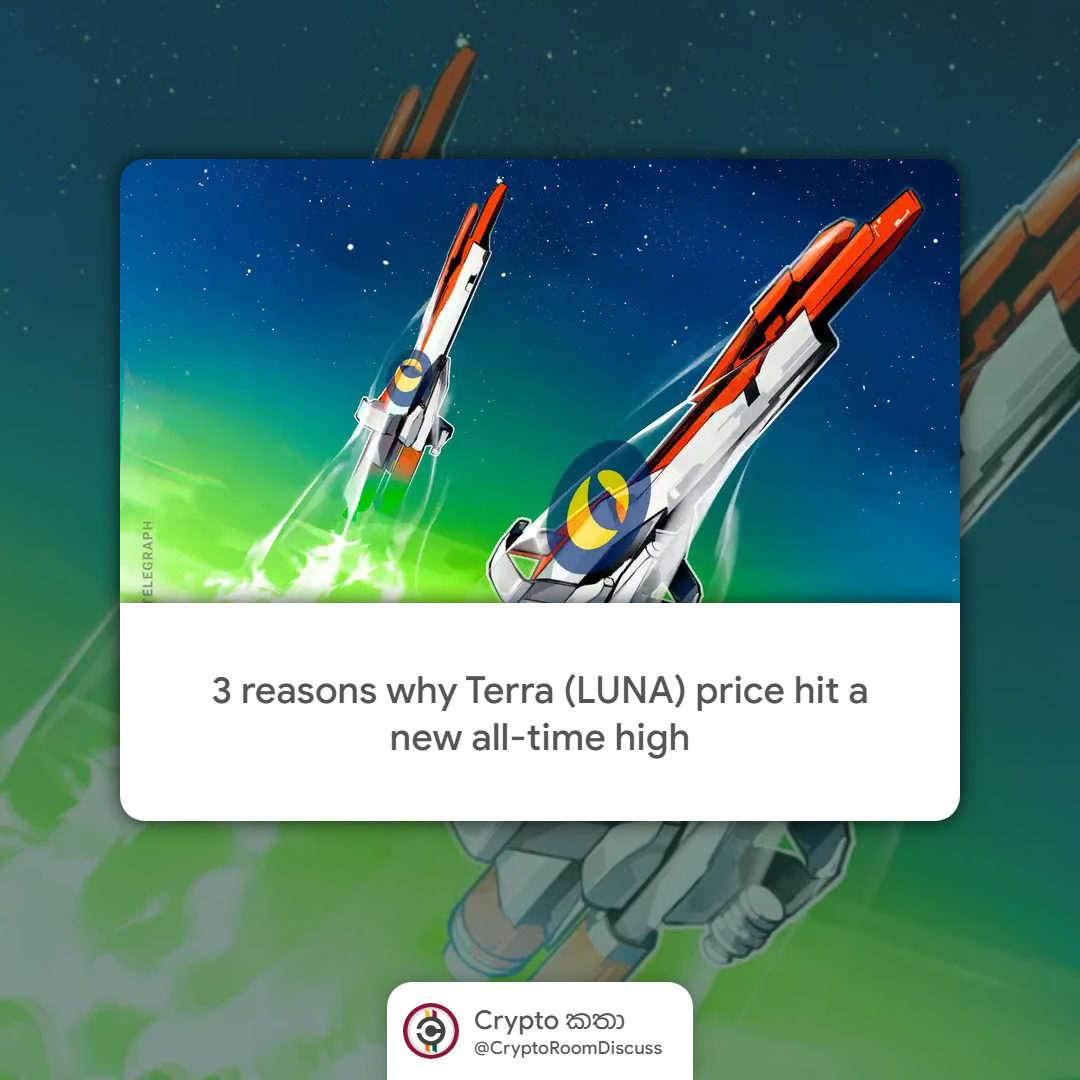 TELEGRAPH
3 reasons why Terra (LUNA) price hit a
new all-time high
Crypto කතා
@CryptoRoomDiscuss